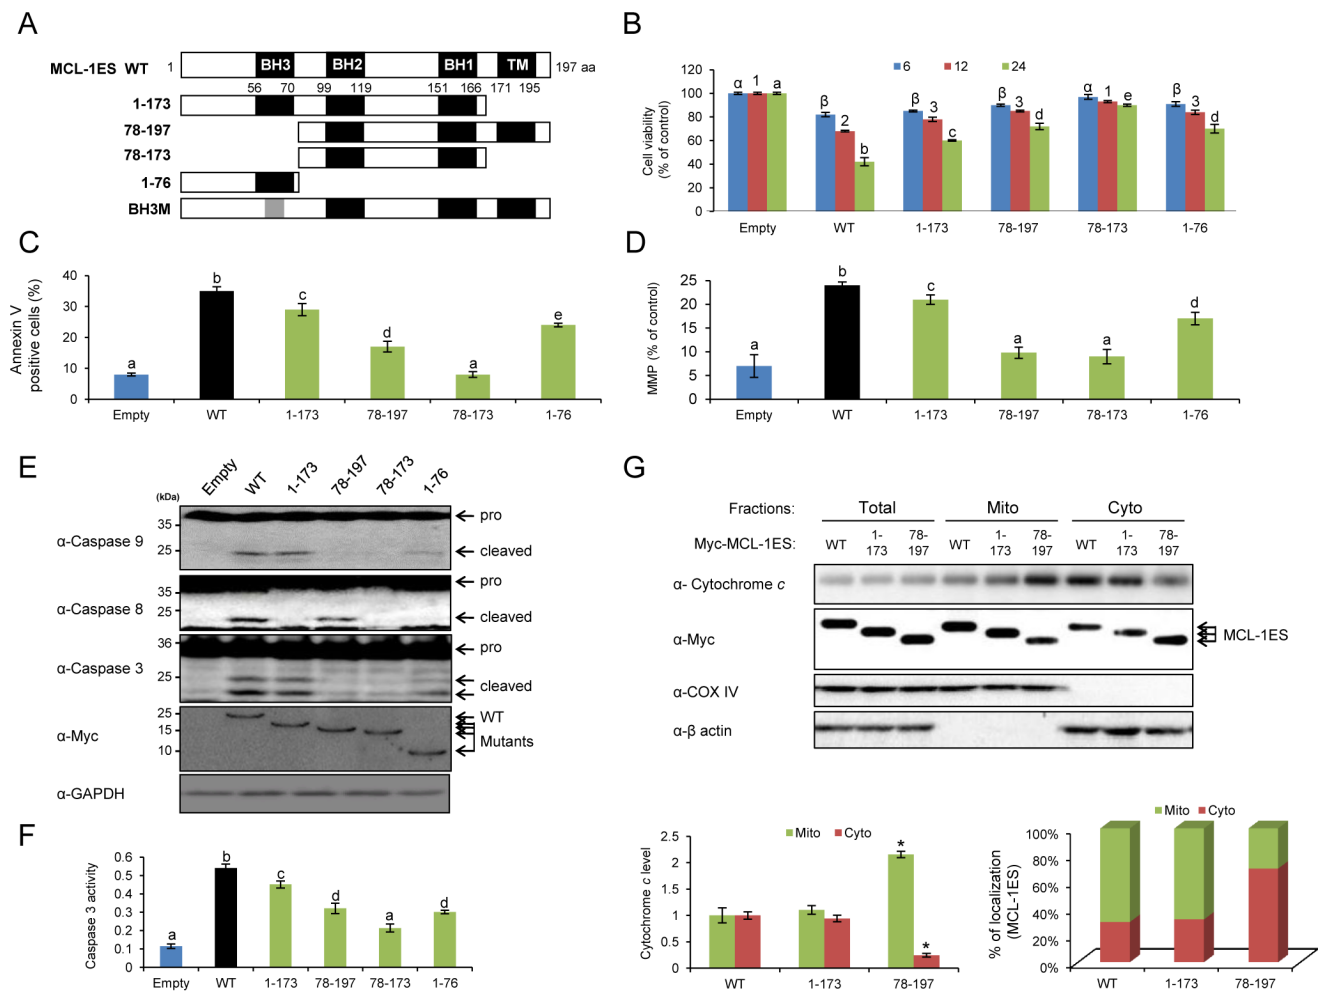 A
MCL-1ES WT 1 BH3 BH2 BH1 TM 197 aa
56 70 99 119 151 166 171 195
1-173
78-197
78-173
1-76
BH3M
B
6 12 24
Cell viability
(% of control)
120
100
80
60
40
20
0
α 1 a
β 2 b
β 3 c
β 3 d
α 1 e
β 3 d
Empty WT 1-173 78-197 78-173 1-76
C
Annexin V
positive cells (%)
40
30
20
10
0
a b c d a e
Empty WT 1-173 78-197 78-173 1-76
D
MMP (% of control)
25
20
15
10
5
0
a b c a a d
Empty WT 1-173 78-197 78-173 1-76
E
Empty WT 1-173 78-197 78-173 1-76
(kDa)
α-Caspase 9 35 25 pro cleaved
α-Caspase 8 35 25 pro cleaved
α-Caspase 3 36 25 pro cleaved
α-Myc 25 15 10 WT Mutants
α-GAPDH
F
Caspase 3 activity
0.6
0.5
0.4
0.3
0.2
0.1
0
a b c d a d
Empty WT 1-173 78-197 78-173 1-76
G
Fractions: Total Mito Cyto
Myc-MCL-1ES: WT 1-173 78-197 WT 1-173 78-197 WT 1-173 78-197
α- Cytochrome c
α-Myc MCL-1ES
α-COX IV
α-β actin
Mito Cyto
Cytochrome c level
2.5
2
1.5
1
0.5
0
* *
WT 1-173 78-197
Mito Cyto
% of localization
(MCL-1ES)
100%
80%
60%
40%
20%
0%
WT 1-173 78-197